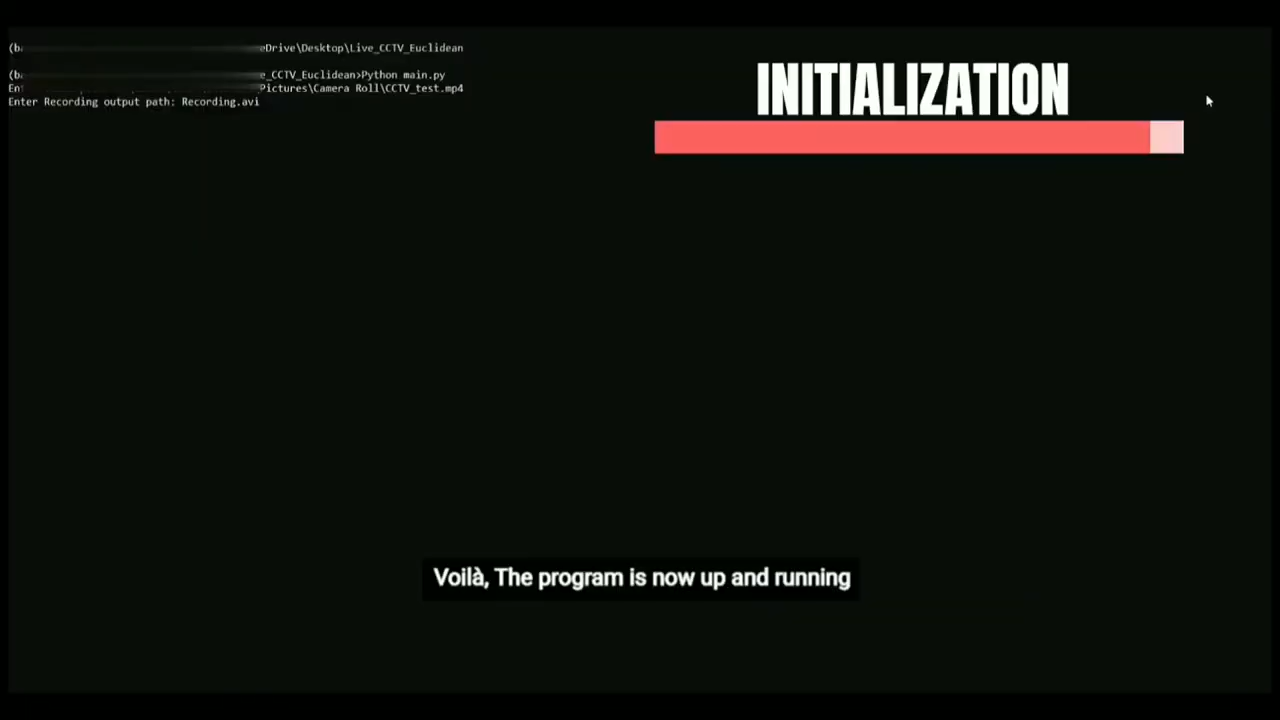 eDrive\Desktop\Live_CCTV_Euclidean
e_CCTV_Euclidean>Python main.py
Pictures\Camera Roll\CCTV_test.mp4
Enter Recording output path: Recording.avi
INITIALIZATION
Voilà, The program is now up and running